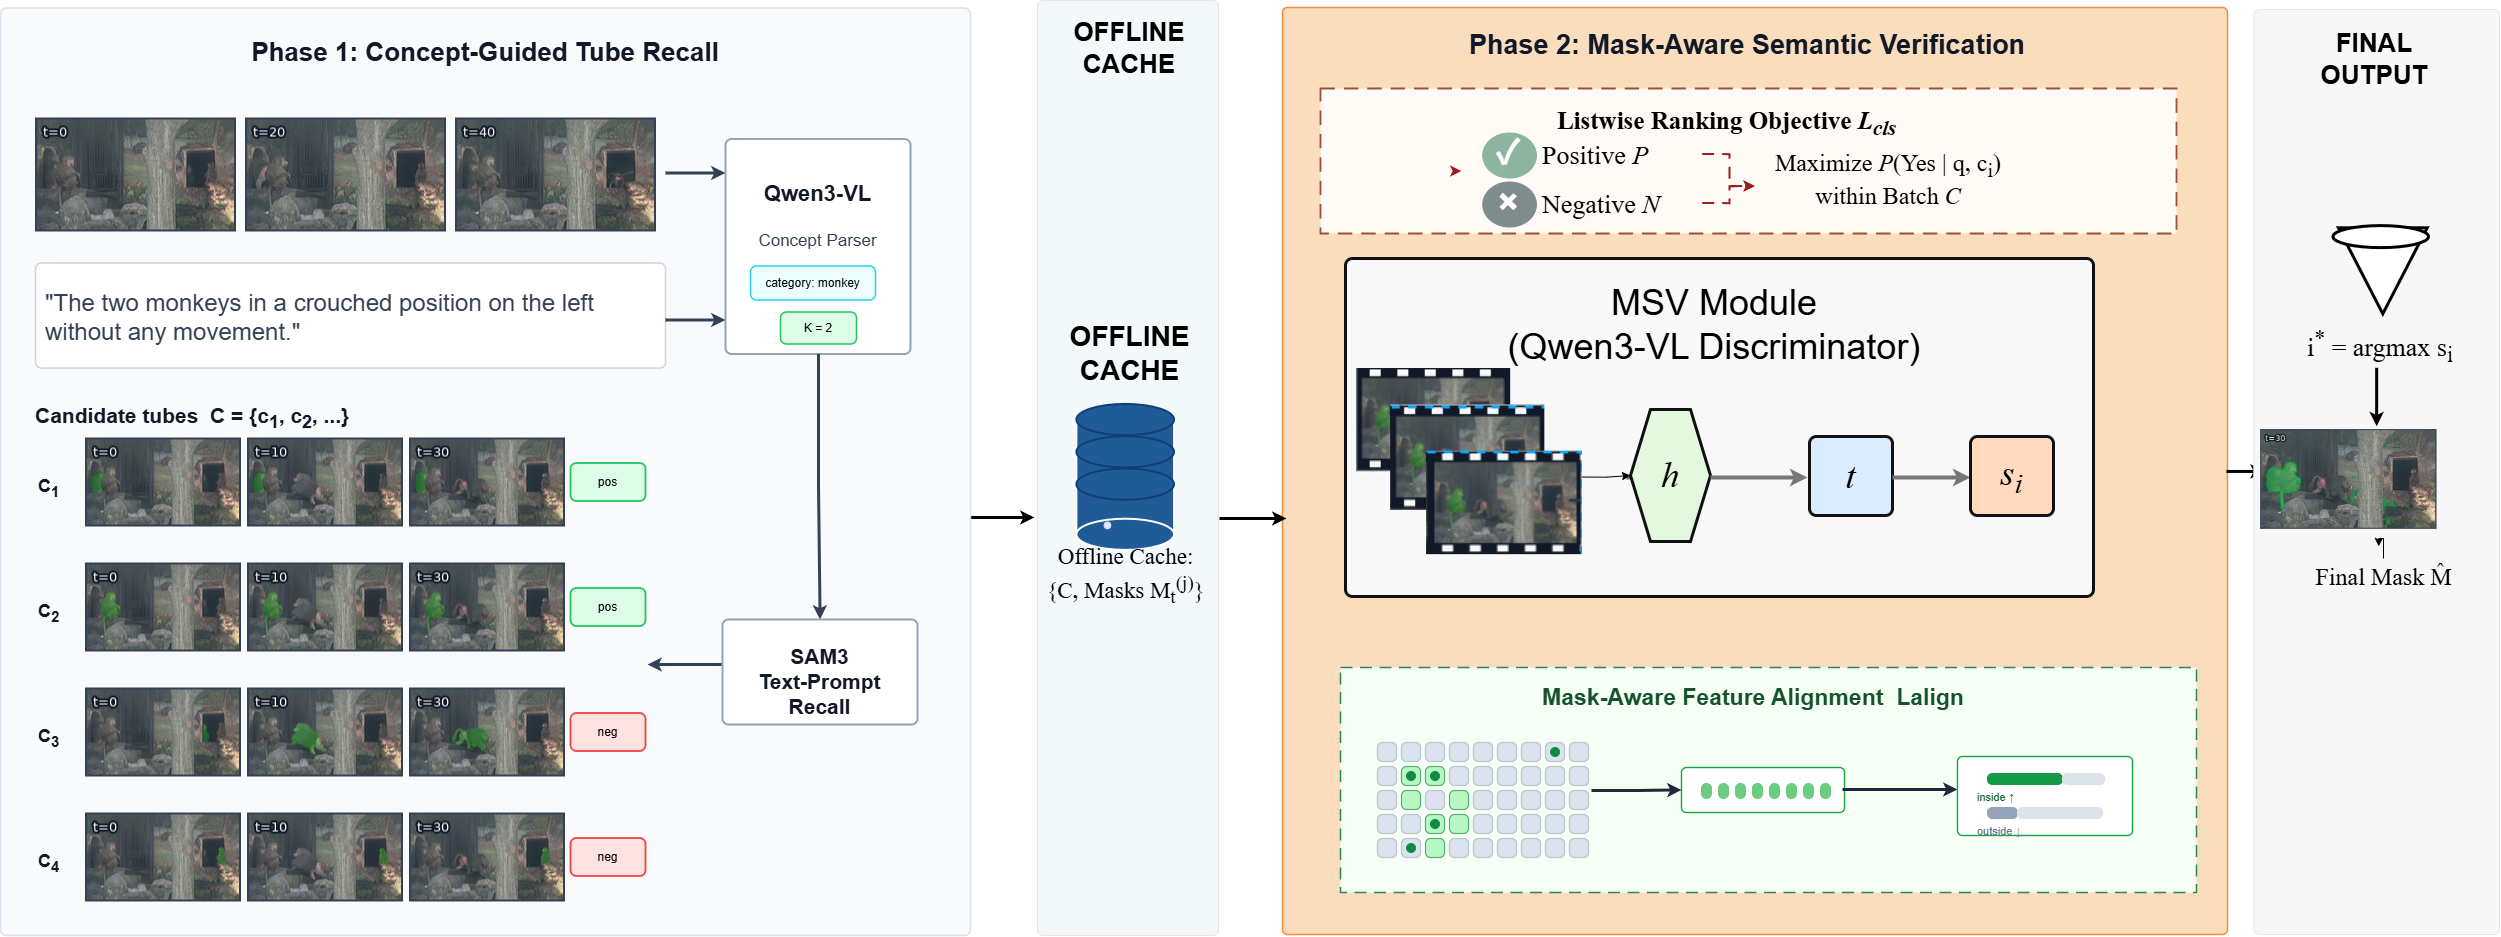 Phase 1: Concept-Guided Tube Recall
t=0
t=20
t=40
"The two monkeys in a crouched position on the left
without any movement."
Qwen3-VL
Concept Parser
category: monkey
K = 2
Candidate tubes C = {c1, c2, ...}
C1
t=0
t=10
t=30
pos
C2
t=0
t=10
t=30
pos
C3
t=0
t=10
t=30
neg
C4
t=0
t=10
t=30
neg
SAM3
Text-Prompt
Recall
OFFLINE
CACHE
OFFLINE
CACHE
Offline Cache:
{C, Masks Mt(j)}
Phase 2: Mask-Aware Semantic Verification
Listwise Ranking Objective Lcls
Positive P
Negative N
Maximize P(Yes | q, ci)
within Batch C
MSV Module
(Qwen3-VL Discriminator)
h
t
si
Mask-Aware Feature Alignment Lalign
inside ↑
outside ↓
FINAL
OUTPUT
i* = argmax si
t=30
Final Mask M̂